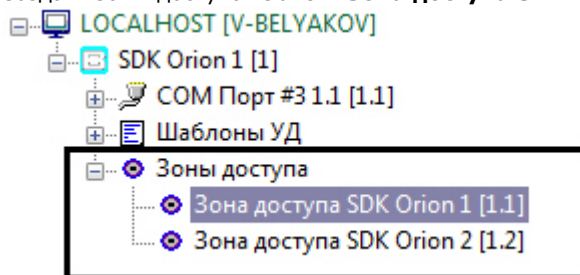 LOCALHOST [V-BELYAKOV]
SDK Orion 1 [1]
COM Порт #3 1.1 [1.1]
Шаблоны УД
Зоны доступа
Зона доступа SDK Orion 1 [1.1]
Зона доступа SDK Orion 2 [1.2]